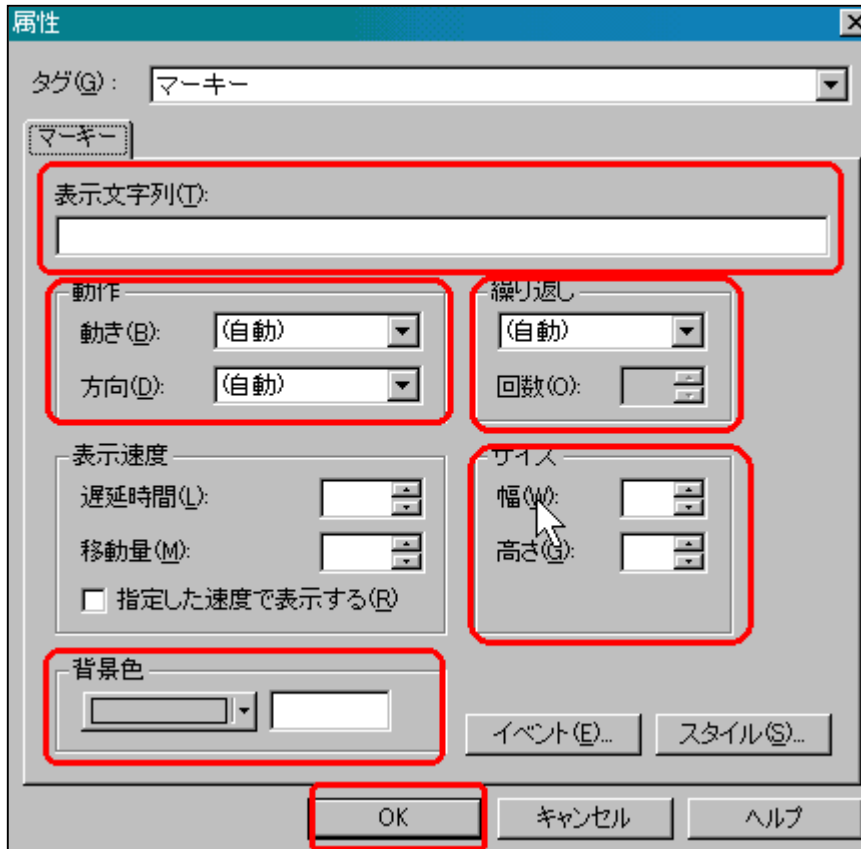 属性
タグ(G): マーキー
マーキー
表示文字列(T):
動作 繰り返し
動き(B): (自動) (自動)
方向(D): (自動) 回数(O):
表示速度 サイズ
遅延時間(L): 幅(W):
移動量(M): 高さ(G):
指定した速度で表示する(R)
背景色
イベント(E)... スタイル(S)...
OK キャンセル ヘルプ